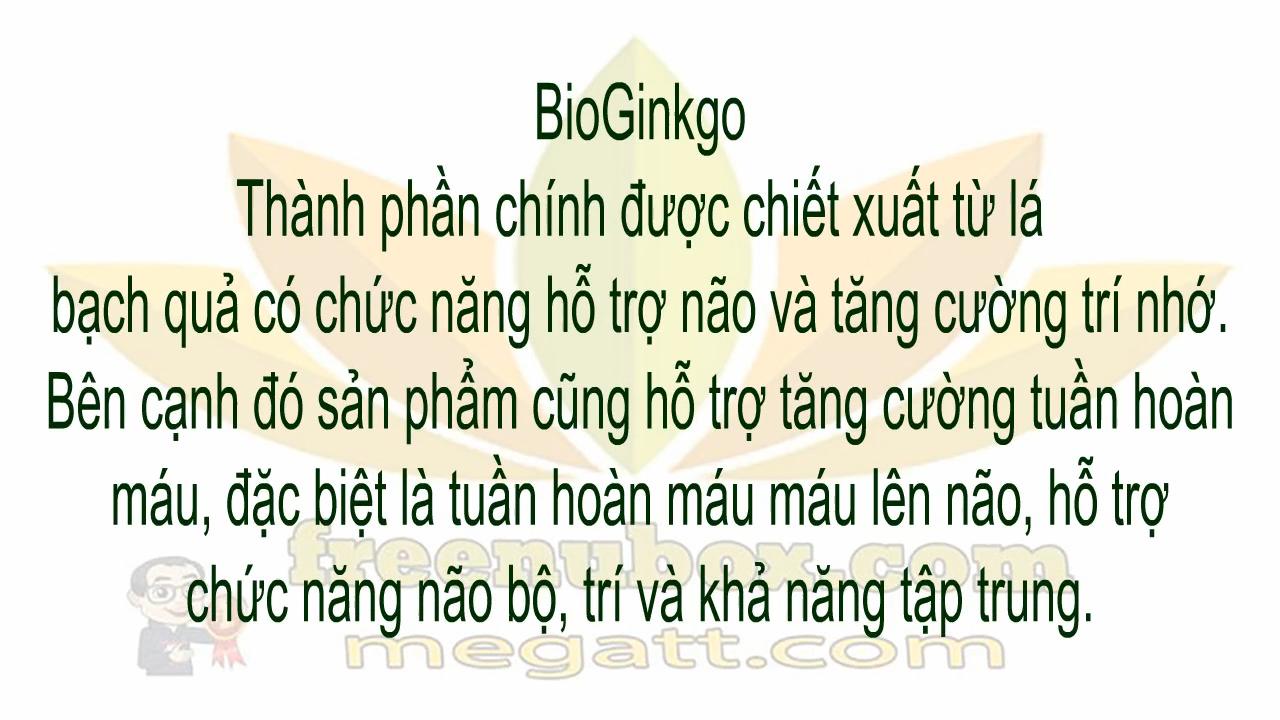 BioGinkgo
Thành phần chính được chiết xuất từ lá
bạch quả có chức năng hỗ trợ não và tăng cường trí nhớ.
Bên cạnh đó sản phẩm cũng hỗ trợ tăng cường tuần hoàn
máu, đặc biệt là tuần hoàn máu máu lên não, hỗ trợ
freenubox.com
chức năng não bộ, trí và khả năng tập trung.
megatt.com